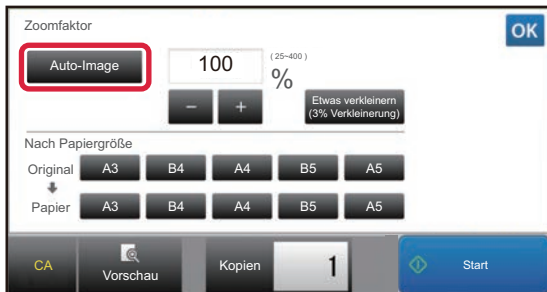 Zoomfaktor
OK
Auto-Image
100
(25~400)
%
− +
Etwas verkleinern
(3% Verkleinerung)
Nach Papiergröße
Original A3 B4 A4 B5 A5
Papier A3 B4 A4 B5 A5
CA
Vorschau
Kopien
1
Start